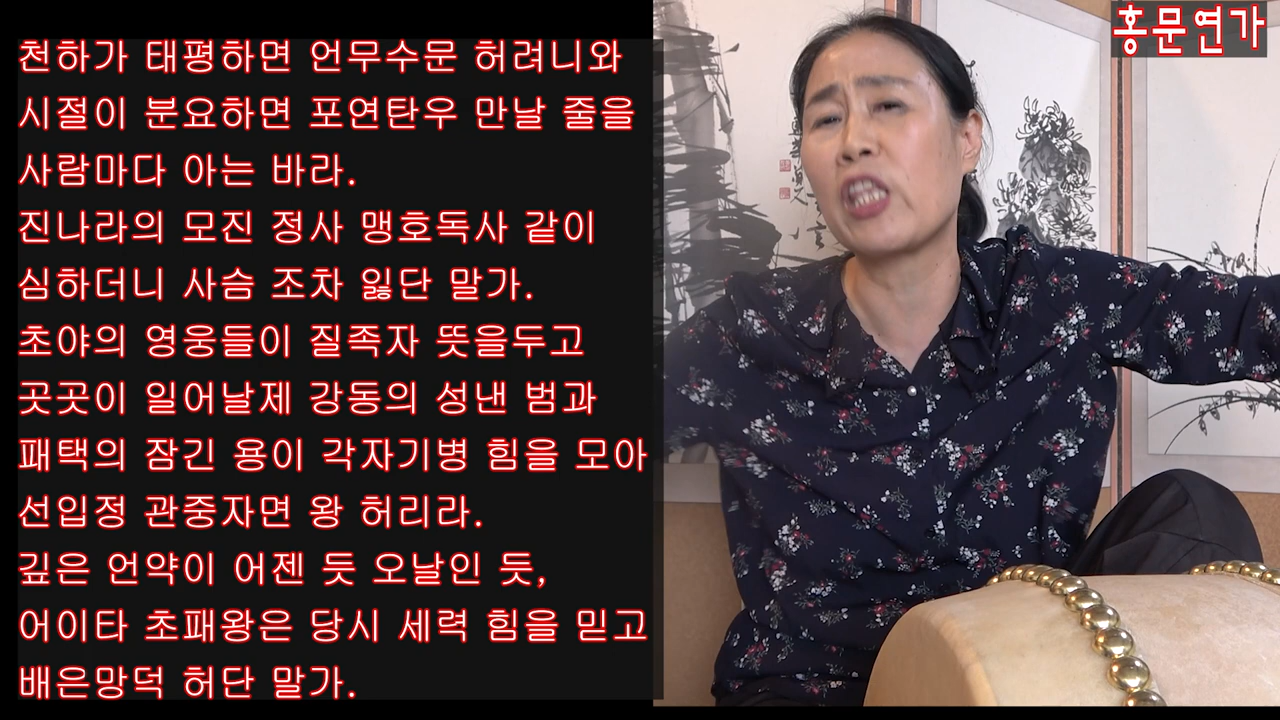 홍문연가
천하가 태평하면 언무수문 허려니와
시절이 분요하면 포연탄우 만날 줄을
사람마다 아는 바라.
진나라의 모진 정사 맹호독사 같이
심하더니 사슴 조차 잃단 말가.
초야의 영웅들이 질족자 뜻을두고
곳곳이 일어날제 강동의 성낸 범과
패택의 잠긴 용이 각자기병 힘을 모아
선입정 관중자면 왕 허리라.
깊은 언약이 어젠 듯 오날인 듯,
어이타 초패왕은 당시 세력 힘을 믿고
배은망덕 허단 말가.